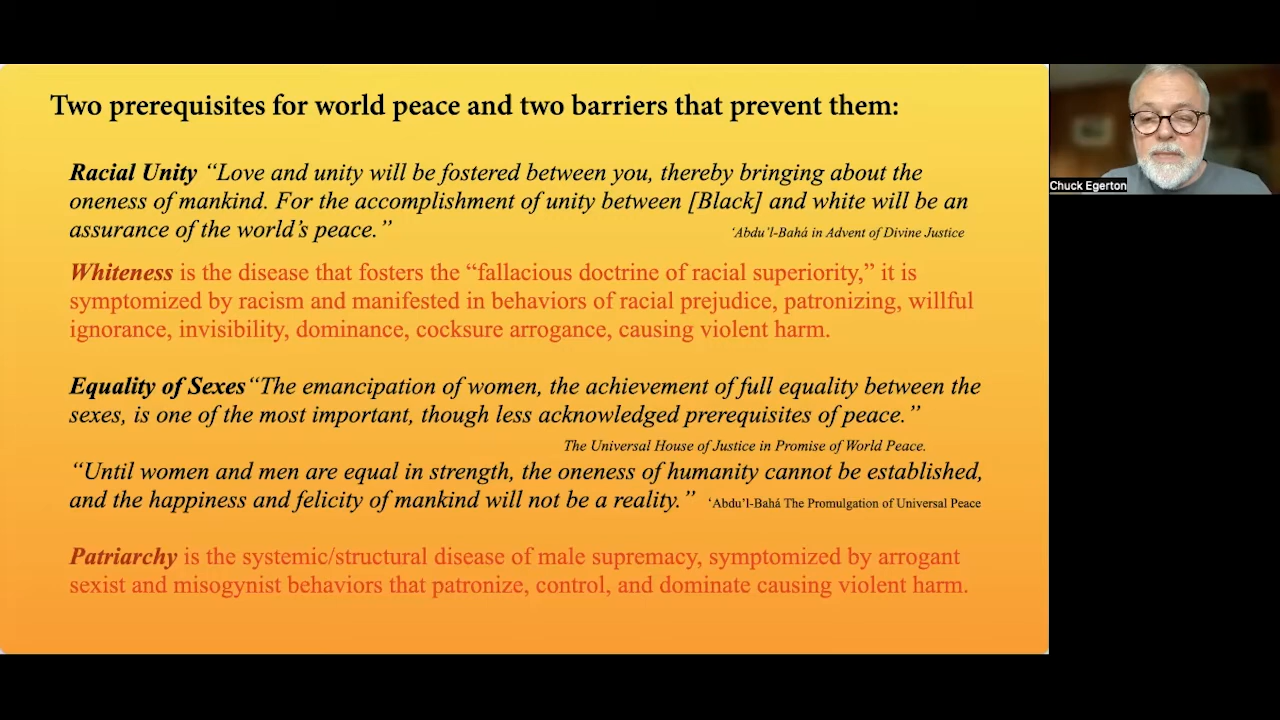 Two prerequisites for world peace and two barriers that prevent them:
Racial Unity “Love and unity will be fostered between you, thereby bringing about the
oneness of mankind. For the accomplishment of unity between [Black] and white will be an
assurance of the world’s peace.”
‘Abdu’l-Bahá in Advent of Divine Justice
Whiteness is the disease that fosters the “fallacious doctrine of racial superiority,” it is
symptomized by racism and manifested in behaviors of racial prejudice, patronizing, willful
ignorance, invisibility, dominance, cocksure arrogance, causing violent harm.
Equality of Sexes “The emancipation of women, the achievement of full equality between the
sexes, is one of the most important, though less acknowledged prerequisites of peace.”
The Universal House of Justice in Promise of World Peace.
“Until women and men are equal in strength, the oneness of humanity cannot be established,
and the happiness and felicity of mankind will not be a reality.” ‘Abdu’l-Bahá The Promulgation of Universal Peace
Patriarchy is the systemic/structural disease of male supremacy, symptomized by arrogant
sexist and misogynist behaviors that patronize, control, and dominate causing violent harm.
Chuck Egerton